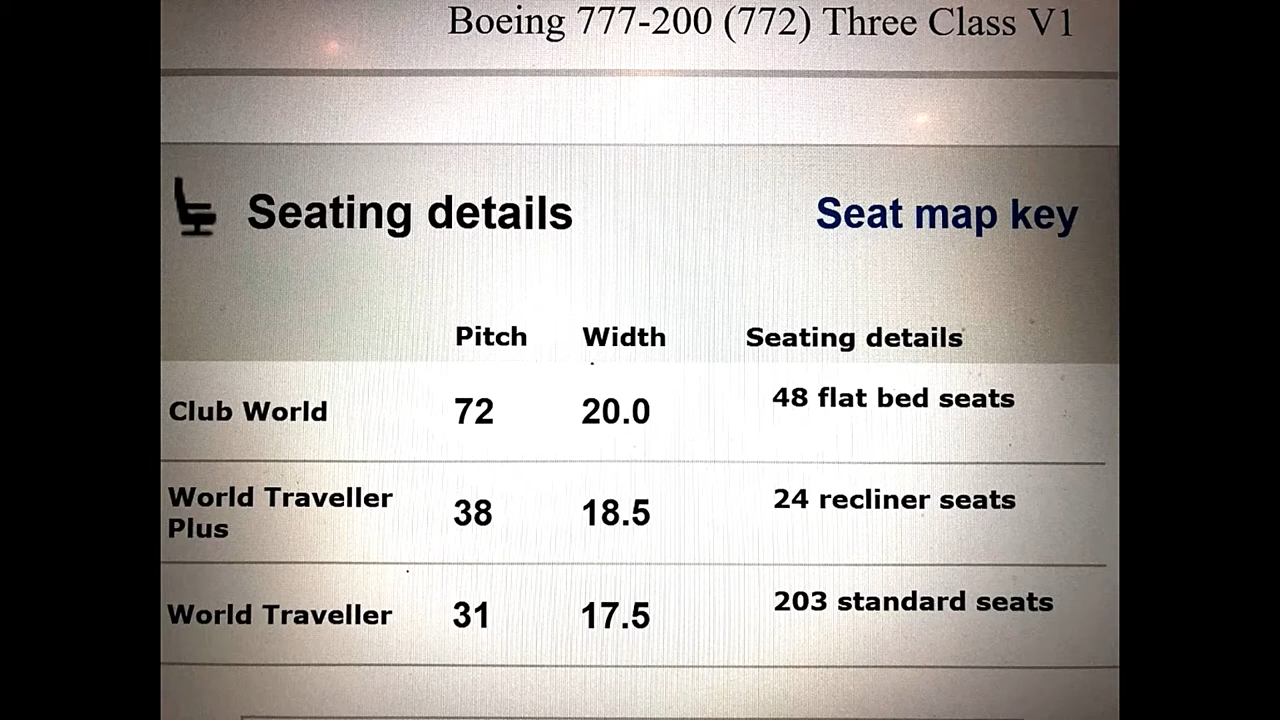 Boeing 777-200 (772) Three Class V1
Seating details
Seat map key
Pitch Width Seating details
Club World 72 20.0 48 flat bed seats
World Traveller Plus 38 18.5 24 recliner seats
World Traveller 31 17.5 203 standard seats